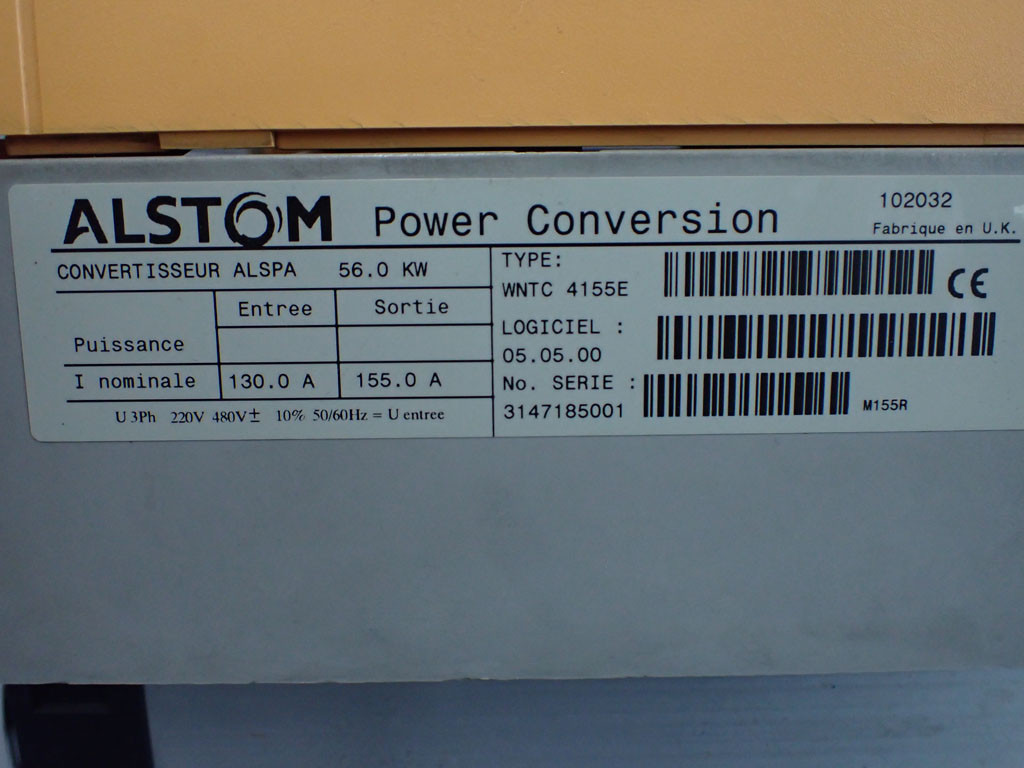 ALSTOM Power Conversion
102032
Fabrique en U.K.
CONVERTISSEUR ALSPA 56.0 KW
Entree Sortie
Puissance
I nominale 130.0 A 155.0 A
U 3Ph 220V 480V± 10% 50/60Hz = U entree
TYPE:
WNTC 4155E
CE
LOGICIEL :
05.05.00
No. SERIE :
3147185001
M155R